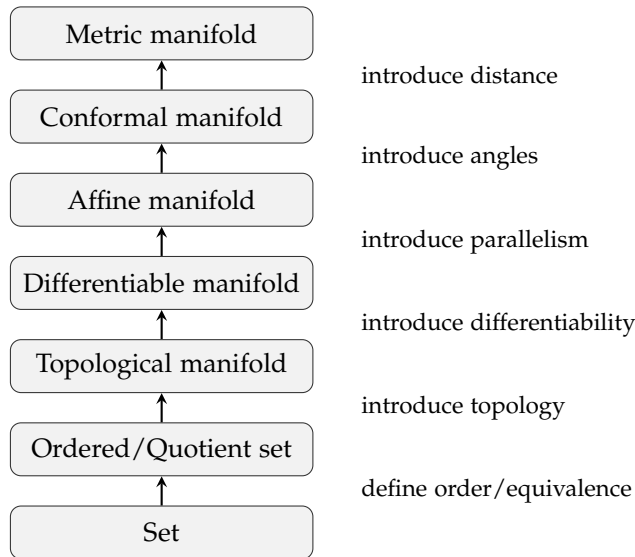 Metric manifold
introduce distance
Conformal manifold
introduce angles
Affine manifold
introduce parallelism
Differentiable manifold
introduce differentiability
Topological manifold
introduce topology
Ordered/Quotient set
define order/equivalence
Set